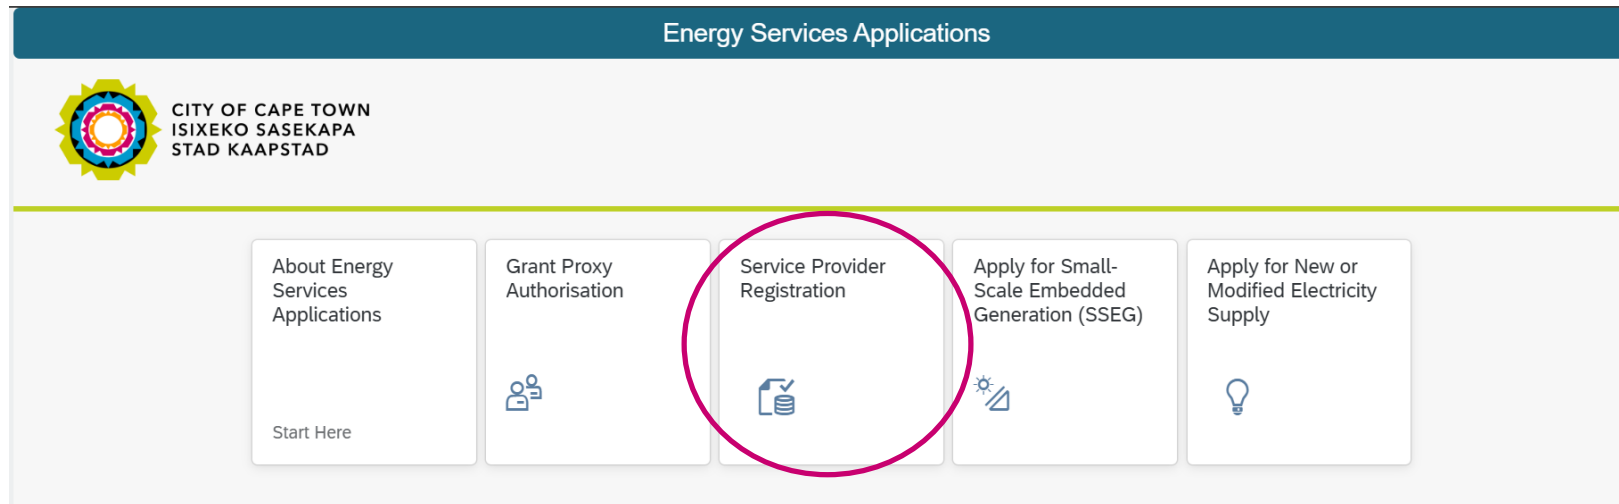 Energy Services Applications
CITY OF CAPE TOWN
ISIXEKO SASEKAPA
STAD KAAPSTAD
About Energy
Services
Applications
Start Here
Grant Proxy
Authorisation
Service Provider
Registration
Apply for Small-
Scale Embedded
Generation (SSEG)
Apply for New or
Modified Electricity
Supply